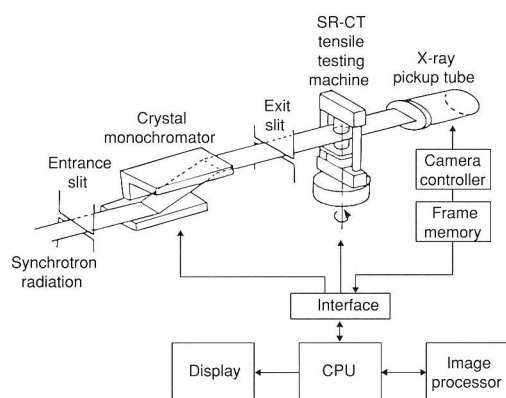 SR-CT
tensile
testing
machine
X-ray
pickup tube
Exit
slit
Crystal
monochromator
Entrance
slit
Camera
controller
Frame
memory
Synchrotron
radiation
Interface
Display
CPU
Image
processor